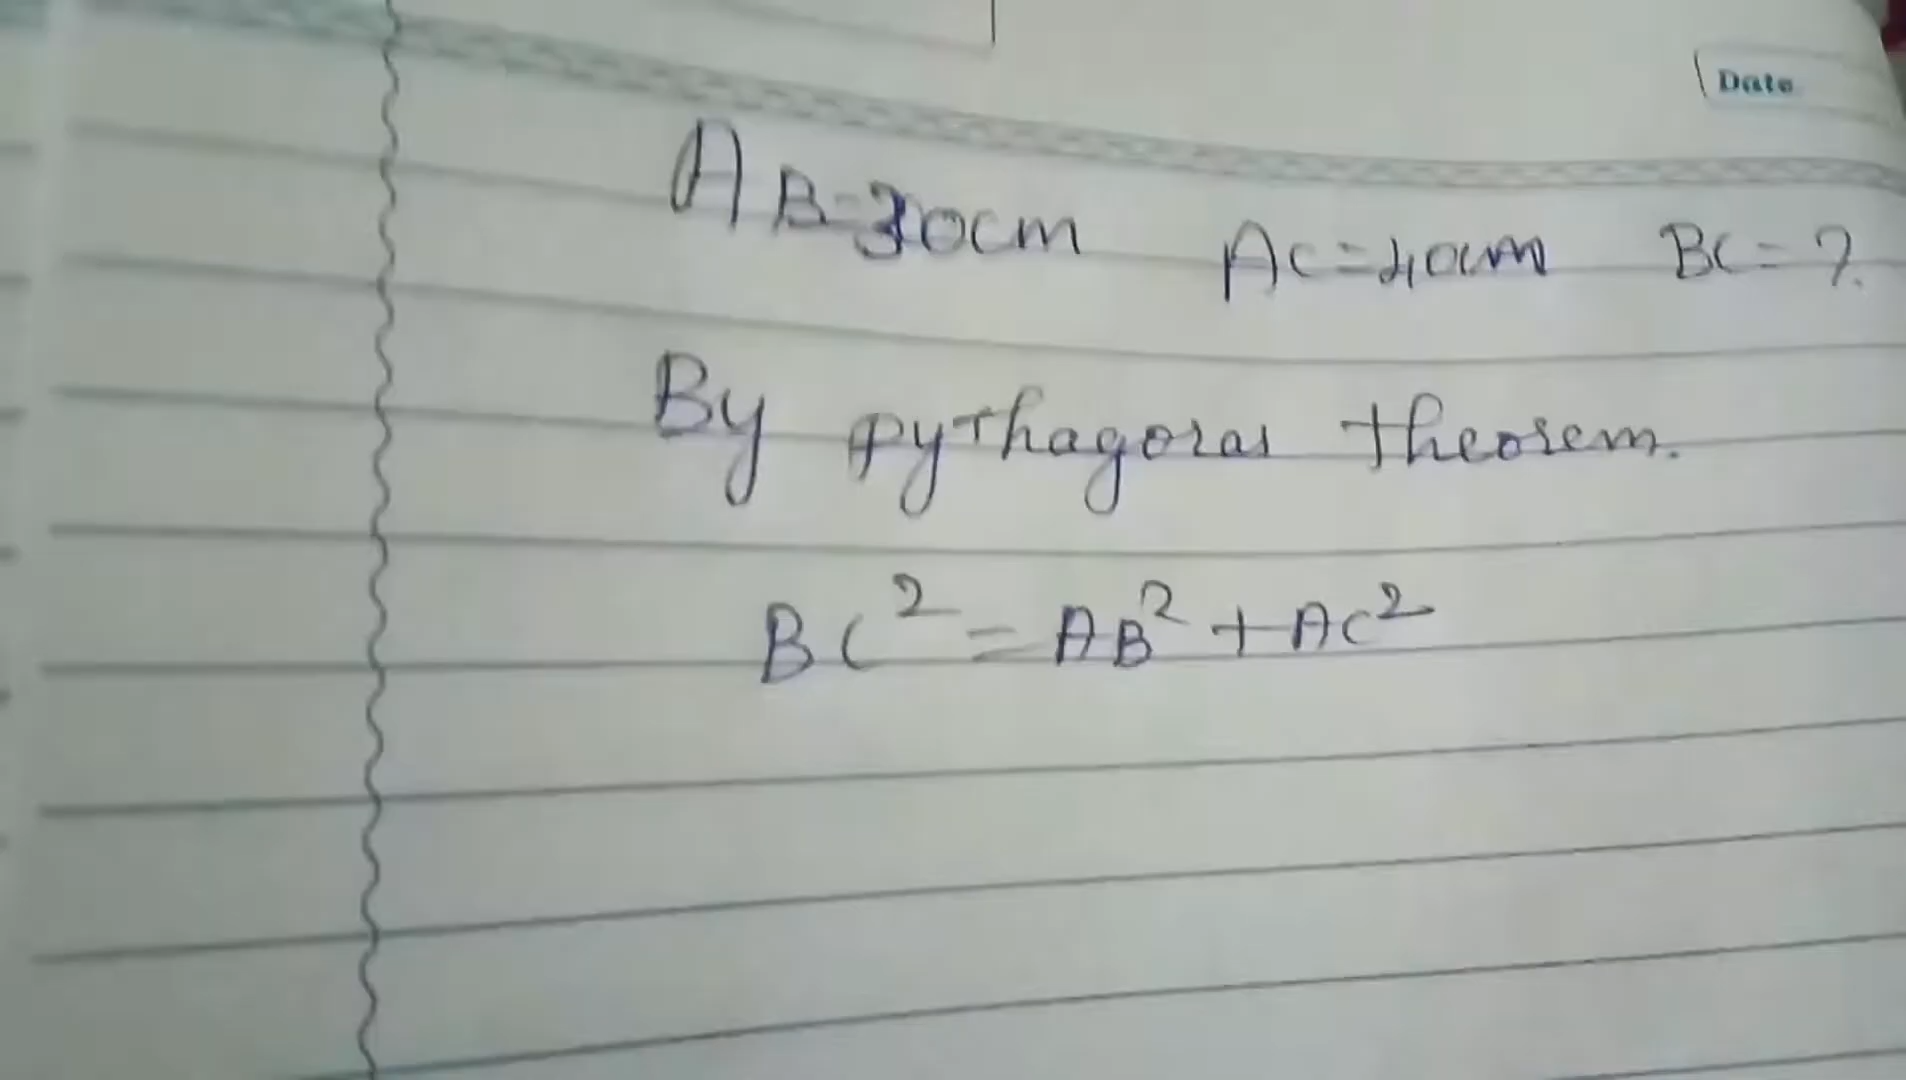 Date
AB=30cm AC=40cm BC=?
By pythagoras theorem.
BC²=AB²+AC²